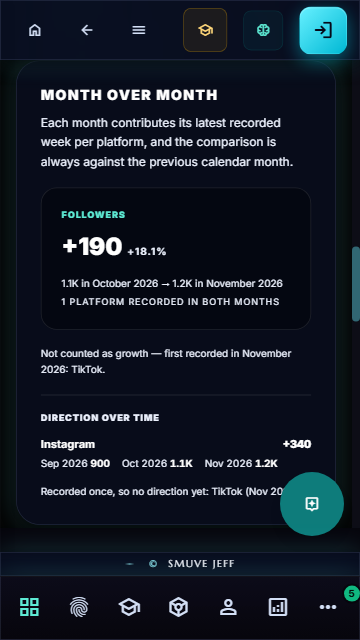 MONTH OVER MONTH
Each month contributes its latest recorded
week per platform, and the comparison is
always against the previous calendar month.
FOLLOWERS
+190 +18.1%
1.1K in October 2026 → 1.2K in November 2026
1 PLATFORM RECORDED IN BOTH MONTHS
Not counted as growth — first recorded in November
2026: TikTok.
DIRECTION OVER TIME
Instagram +340
Sep 2026 900 Oct 2026 1.1K Nov 2026 1.2K
Recorded once, so no direction yet: TikTok (Nov 20
— © SMUVE JEFF
5